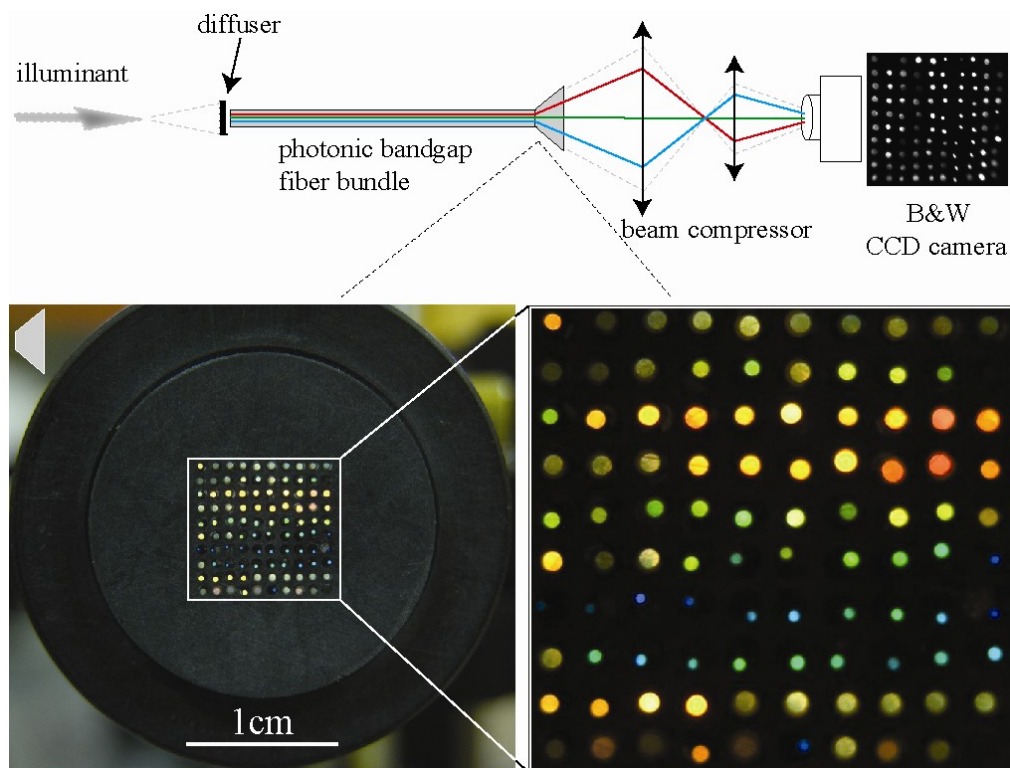 diffuser
illuminant
photonic bandgap
fiber bundle
beam compressor
B&W
CCD camera
1cm